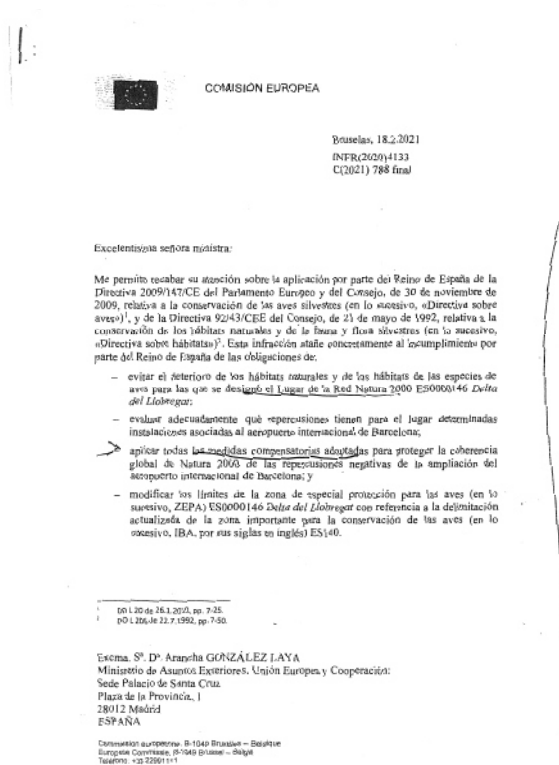 COMISIÓN EUROPEA
Bruselas, 18.2.2021
INFR(2020)4133
C(2021) 788 final
Excelentísima señora ministra:
Me permito recabar su atención sobre la aplicación por parte del Reino de España de la
Directiva 2009/147/CE del Parlamento Europeo y del Consejo, de 30 de noviembre de
2009, relativa a la conservación de las aves silvestres (en lo sucesivo, «Directiva sobre
aves»)¹, y de la Directiva 92/43/CEE del Consejo, de 21 de mayo de 1992, relativa a la
conservación de los hábitats naturales y de la fauna y flora silvestres (en lo sucesivo,
«Directiva sobre hábitats»)². Esta infracción atañe concretamente al incumplimiento por
parte del Reino de España de las obligaciones de:
– evitar el deterioro de los hábitats naturales y de los hábitats de las especies de
aves para las que se designó el Lugar de la Red Natura 2000 ES0000146 Delta
del Llobregat;
– evaluar adecuadamente qué repercusiones tienen para el lugar determinadas
instalaciones asociadas al aeropuerto internacional de Barcelona;
– aplicar todas las medidas compensatorias adoptadas para proteger la coherencia
global de Natura 2000 de las repercusiones negativas de la ampliación del
aeropuerto internacional de Barcelona; y
– modificar los límites de la zona de especial protección para las aves (en lo
sucesivo, ZEPA) ES0000146 Delta del Llobregat con referencia a la delimitación
actualizada de la zona importante para la conservación de las aves (en lo
sucesivo, IBA, por sus siglas en inglés) ES140.
DO L 20 de 26.1.2010, pp. 7-25.
DO L 206 de 22.7.1992, pp. 7-50.
Excma. Sª. Dª. Arancha GONZÁLEZ LAYA
Ministerio de Asuntos Exteriores, Unión Europea y Cooperación:
Sede Palacio de Santa Cruz
Plaza de la Provincia, 1
28012 Madrid
ESPAÑA
Commission européenne, B-1049 Bruxelles – Belgique
Europese Commissie, B-1049 Brussel – België
Teléfono: +32 22991111